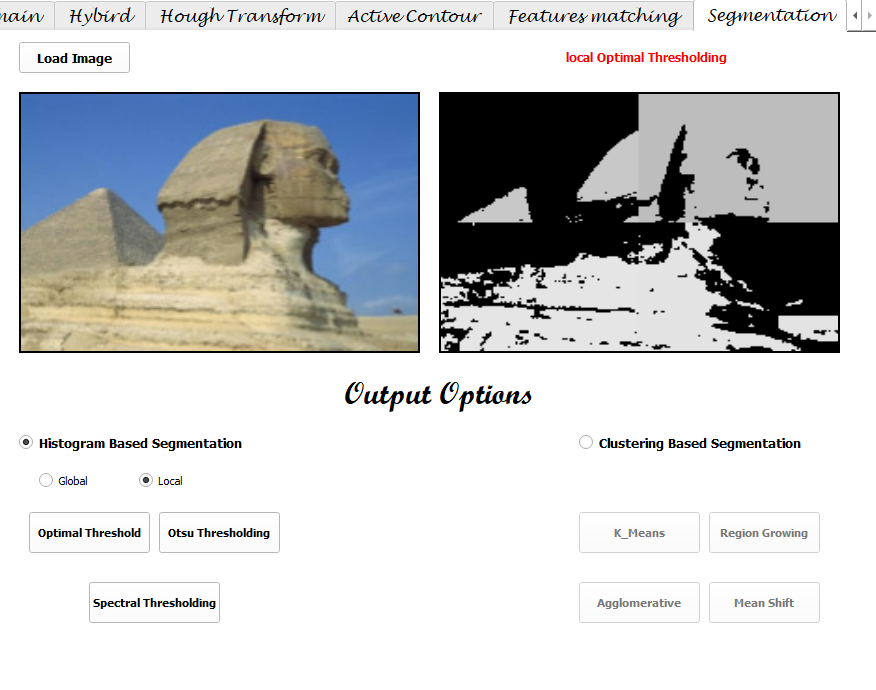 Hybird Hough Transform Active Contour Features matching Segmentation
Load Image
local Optimal Thresholding
Output Options
Histogram Based Segmentation
Clustering Based Segmentation
Global Local
Optimal Threshold Otsu Thresholding
K_Means Region Growing
Spectral Thresholding
Agglomerative Mean Shift